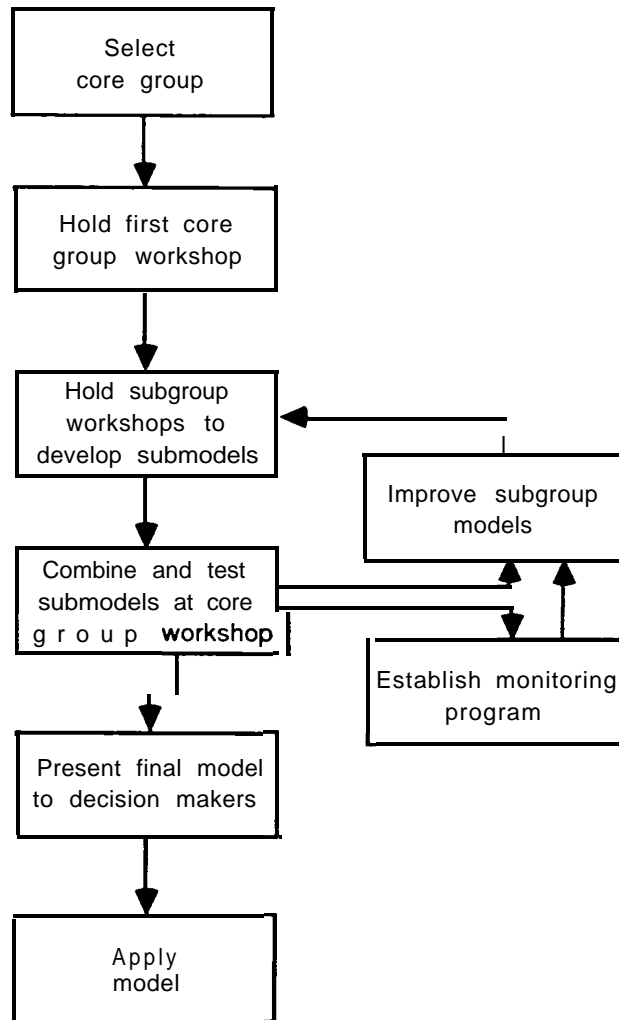 Select
core group
Hold first core
group workshop
Hold subgroup
workshops to
develop submodels
Improve subgroup
models
Combine and test
submodels at core
group workshop
Establish monitoring
program
Present final model
to decision makers
Apply
model